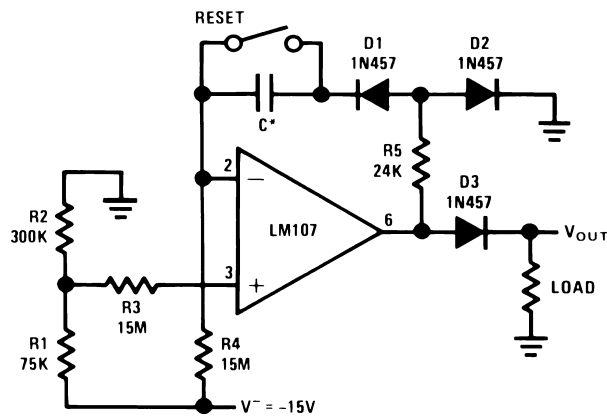 RESET
D1
1N457
D2
1N457
C*
R5
24K
D3
1N457
2
−
LM107
6
VOUT
R2
300K
3
+
R3
15M
LOAD
R1
75K
R4
15M
V⁻ = −15V